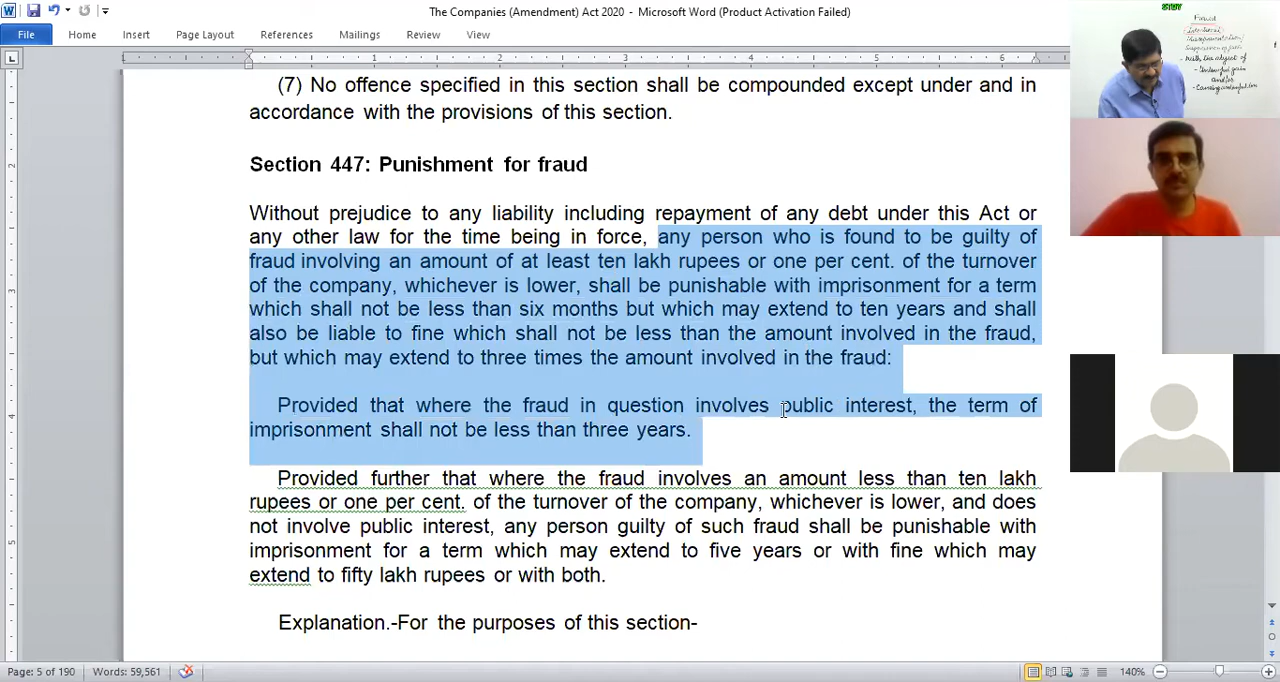 The Companies (Amendment) Act 2020 - Microsoft Word (Product Activation Failed)
File Home Insert Page Layout References Mailings Review View
1 1 2 3 4 5 6
(7) No offence specified in this section shall be compounded except under and in
accordance with the provisions of this section.
Section 447: Punishment for fraud
Without prejudice to any liability including repayment of any debt under this Act or
any other law for the time being in force, any person who is found to be guilty of
fraud involving an amount of at least ten lakh rupees or one per cent. of the turnover
of the company, whichever is lower, shall be punishable with imprisonment for a term
which shall not be less than six months but which may extend to ten years and shall
also be liable to fine which shall not be less than the amount involved in the fraud,
but which may extend to three times the amount involved in the fraud:
Provided that where the fraud in question involves public interest, the term of
imprisonment shall not be less than three years.
Provided further that where the fraud involves an amount less than ten lakh
rupees or one per cent. of the turnover of the company, whichever is lower, and does
not involve public interest, any person guilty of such fraud shall be punishable with
imprisonment for a term which may extend to five years or with fine which may
extend to fifty lakh rupees or with both.
Explanation.-For the purposes of this section-
Page: 5 of 190 Words: 59,561 140%
STUDY
Fraud